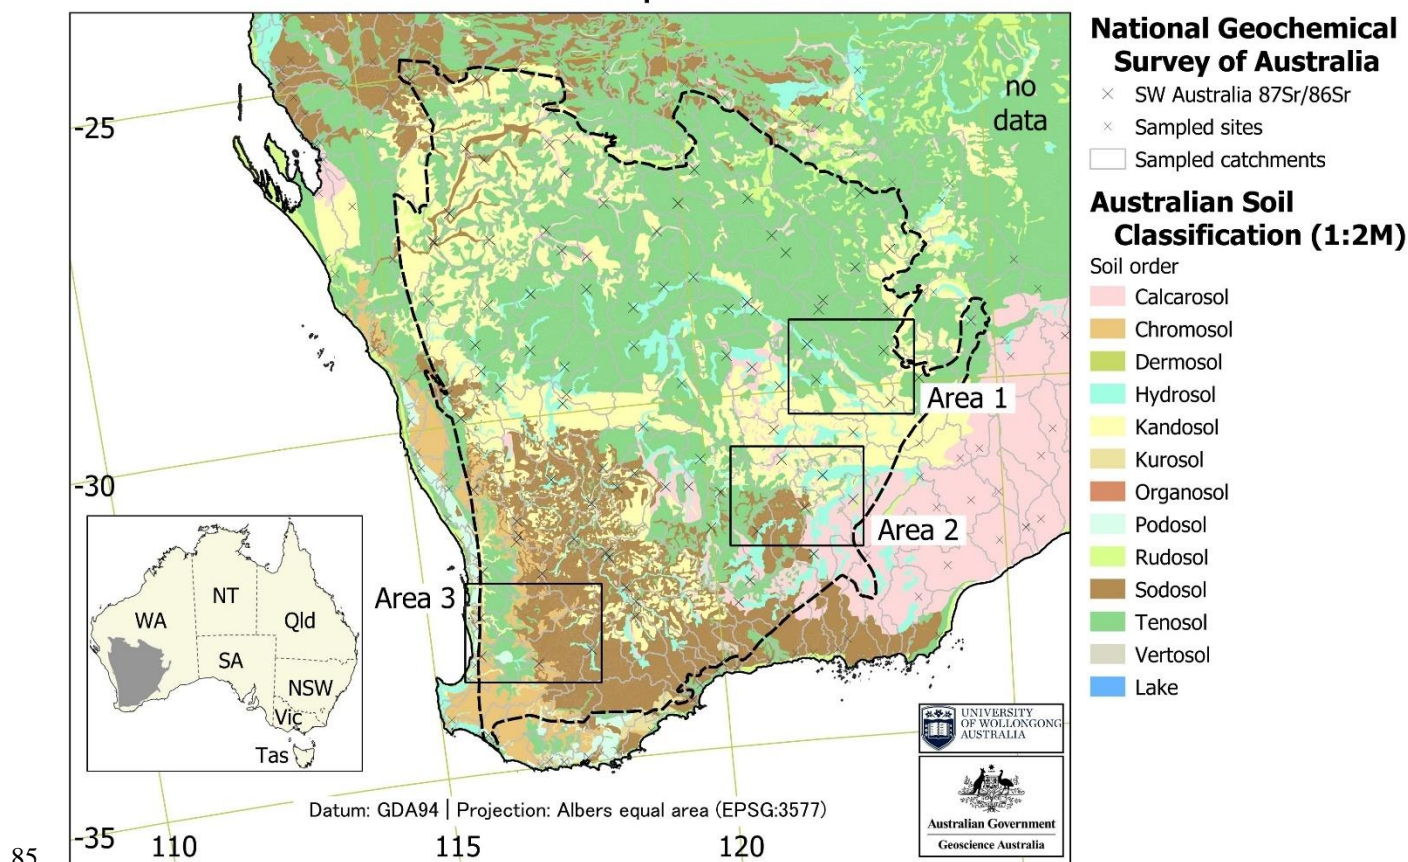 no
data
-25
-30
-35
110
115
120
Area 1
Area 2
Area 3
WA
NT
Qld
SA
NSW
Vic
Tas
UNIVERSITY
OF WOLLONGONG
AUSTRALIA
Australian Government
Geoscience Australia
Datum: GDA94 | Projection: Albers equal area (EPSG:3577)
85
National Geochemical
Survey of Australia
SW Australia 87Sr/86Sr
Sampled sites
Sampled catchments
Australian Soil
Classification (1:2M)
Soil order
Calcarosol
Chromosol
Dermosol
Hydrosol
Kandosol
Kurosol
Organosol
Podosol
Rudosol
Sodosol
Tenosol
Vertosol
Lake